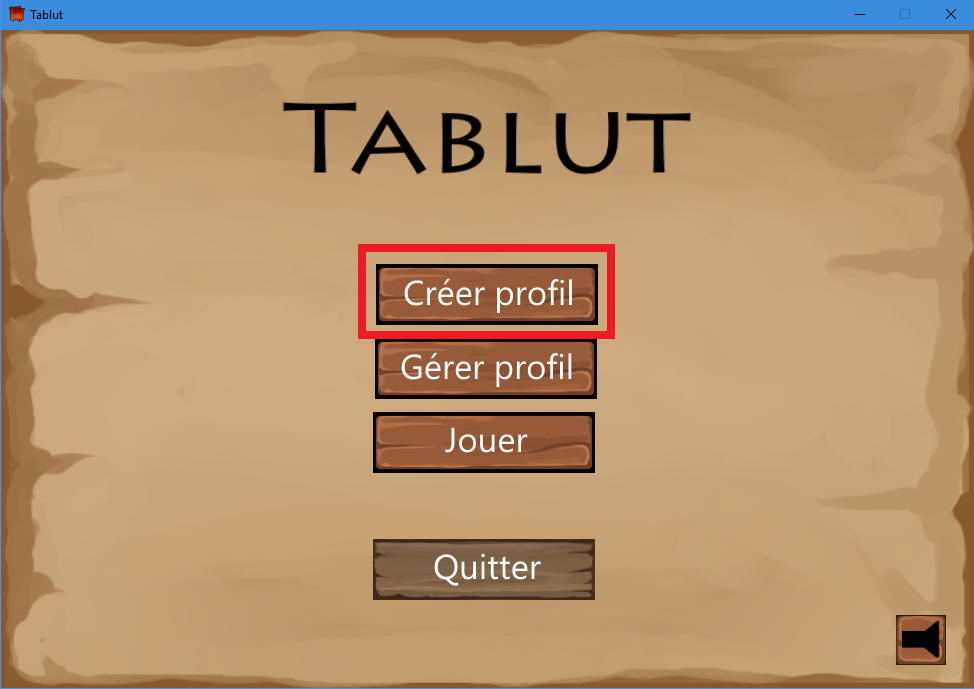 Tablut
TABLUT
Créer profil
Gérer profil
Jouer
Quitter